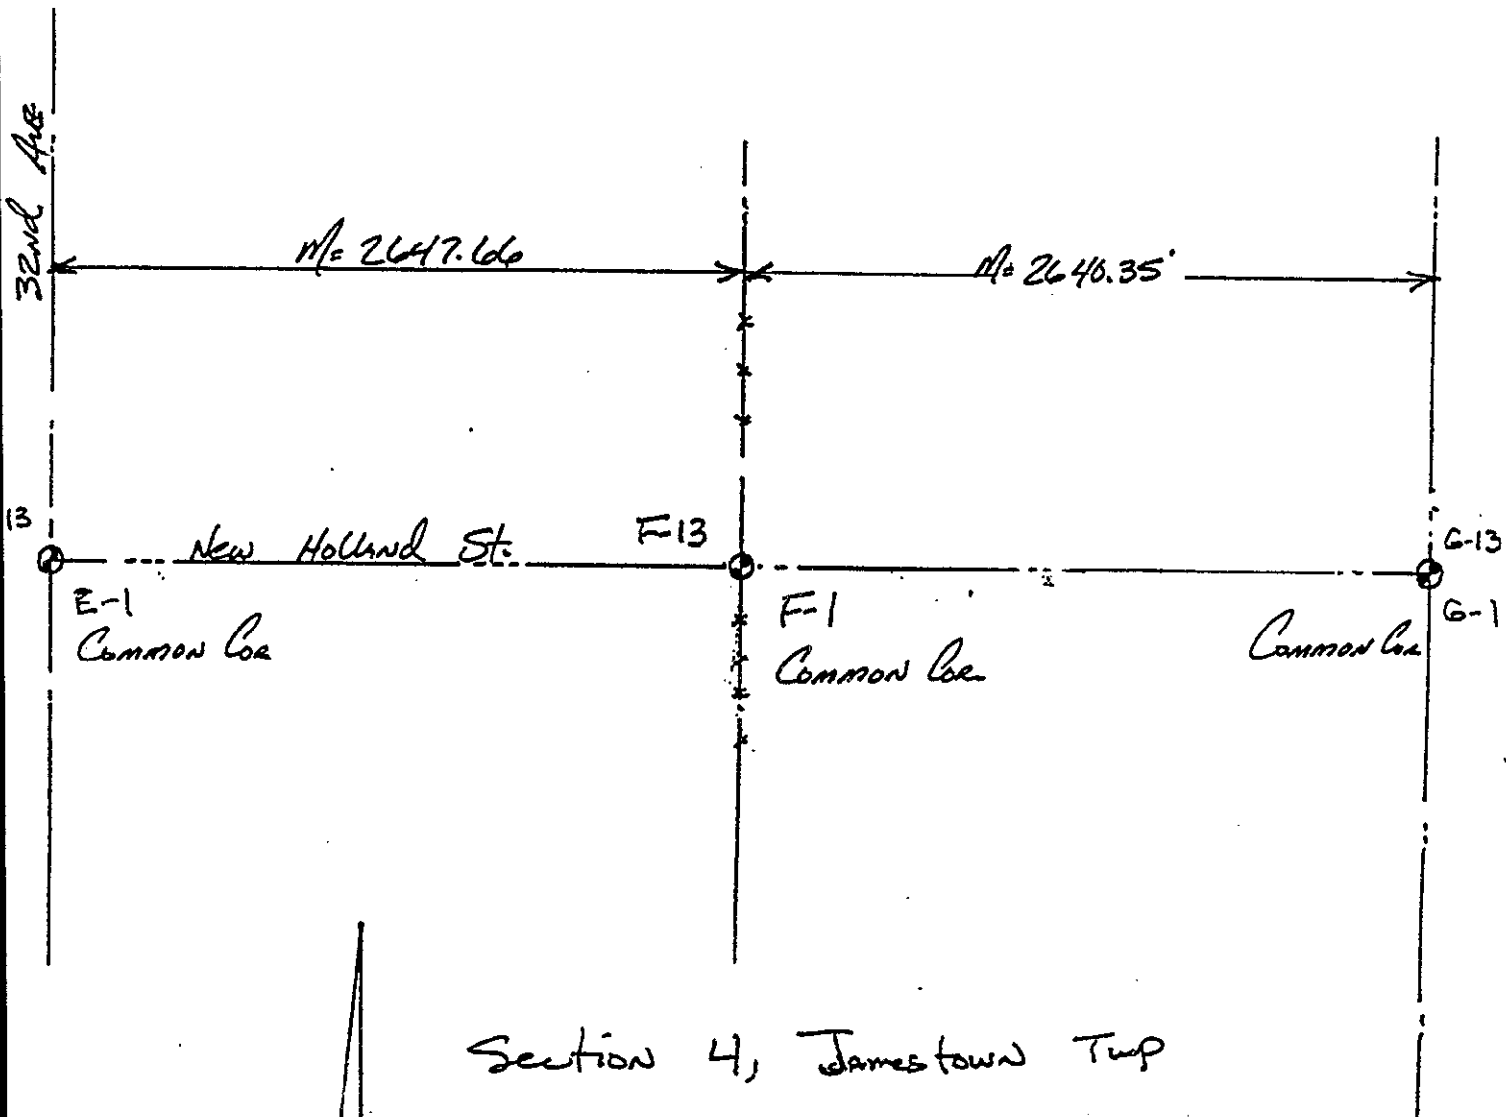 32nd Ave
M= 2647.66
M= 2640.35'
13
New Holland St.
F-13
G-13
E-1
Common Cor
F-1
Common Cor.
G-1
Common Cor
Section 4, Jamestown Twp